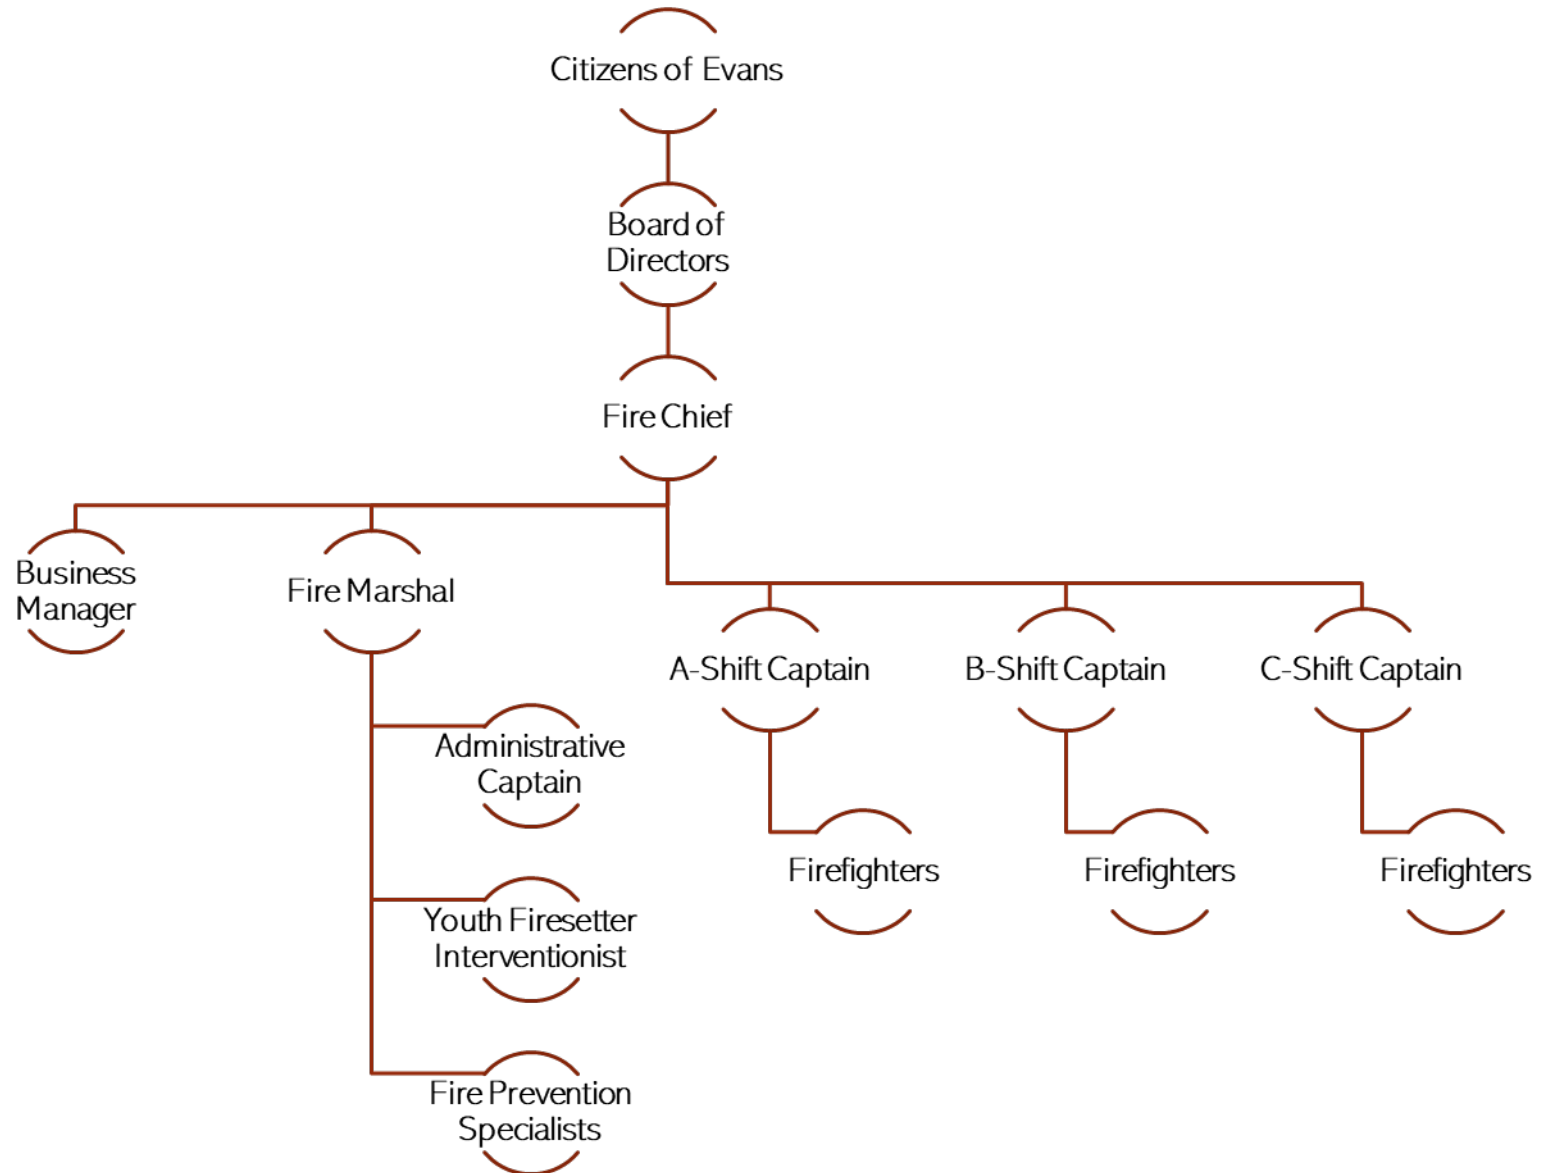 Citizens of Evans
Board of
Directors
Fire Chief
Business
Manager
Fire Marshal
A-Shift Captain
B-Shift Captain
C-Shift Captain
Administrative
Captain
Firefighters
Firefighters
Firefighters
Youth Firesetter
Interventionist
Fire Prevention
Specialists